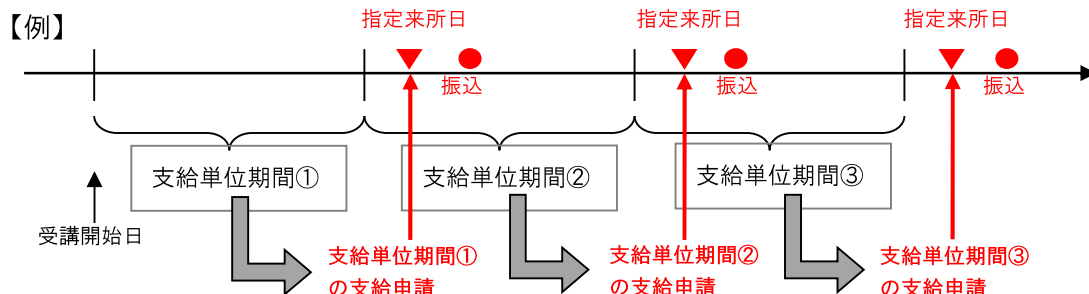 【例】
指定来所日
指定来所日
指定来所日
振込
振込
振込
支給単位期間①
支給単位期間②
支給単位期間③
受講開始日
支給単位期間①
の支給申請
支給単位期間②
の支給申請
支給単位期間③
の支給申請